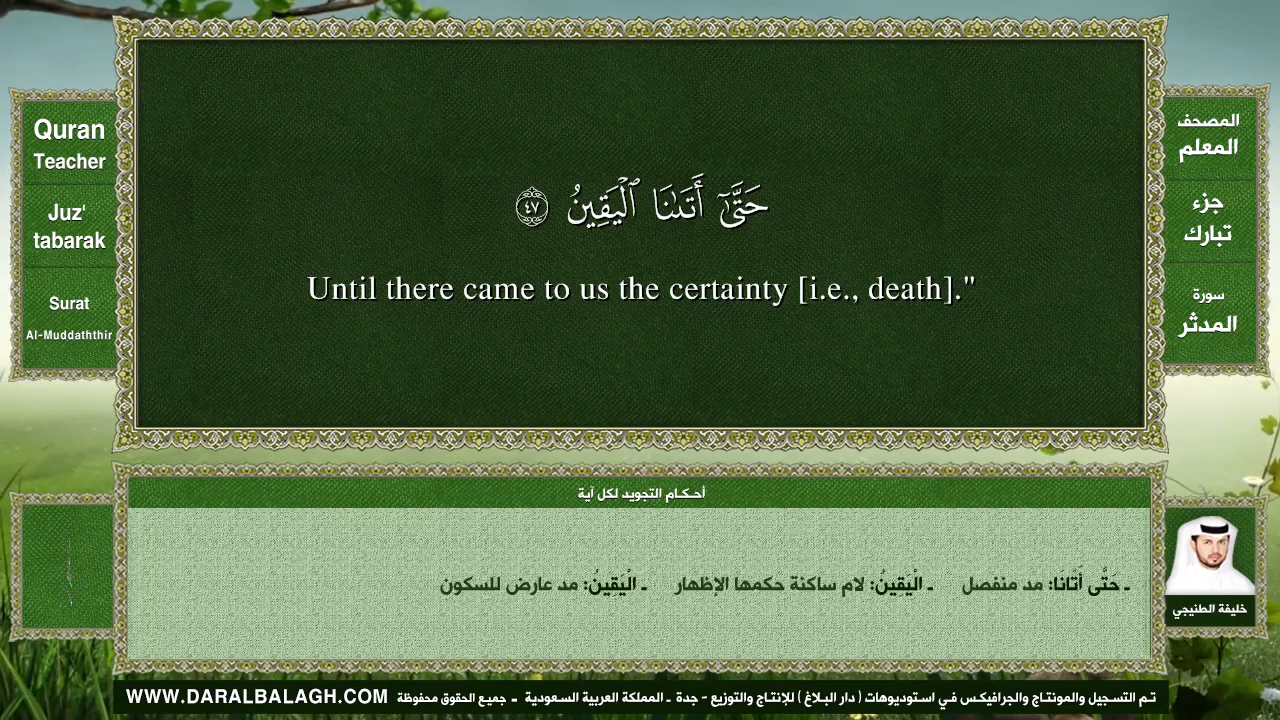 Quran
Teacher
Juz'
tabarak
Surat
Al-Muddaththir
حَتَّىٰٓ أَتَىٰنَا ٱلْيَقِينُ ٤٧
Until there came to us the certainty [i.e., death]."
المصحف
المعلم
جزء
تبارك
سورة
المدثر
أحكام التجويد لكل آية
ـ حَتَّى أَتَانَا: مد منفصل ـ الْيَقِينُ: لام ساكنة حكمها الإظهار ـ الْيَقِينُ: مد عارض للسكون
خليفة الطنيجي
تم التسجيل والمونتاج والجرافيكس في استوديوهات ( دار البلاغ ) للإنتاج والتوزيع - جدة ـ المملكة العربية السعودية ـ جميع الحقوق محفوظة WWW.DARALBALAGH.COM